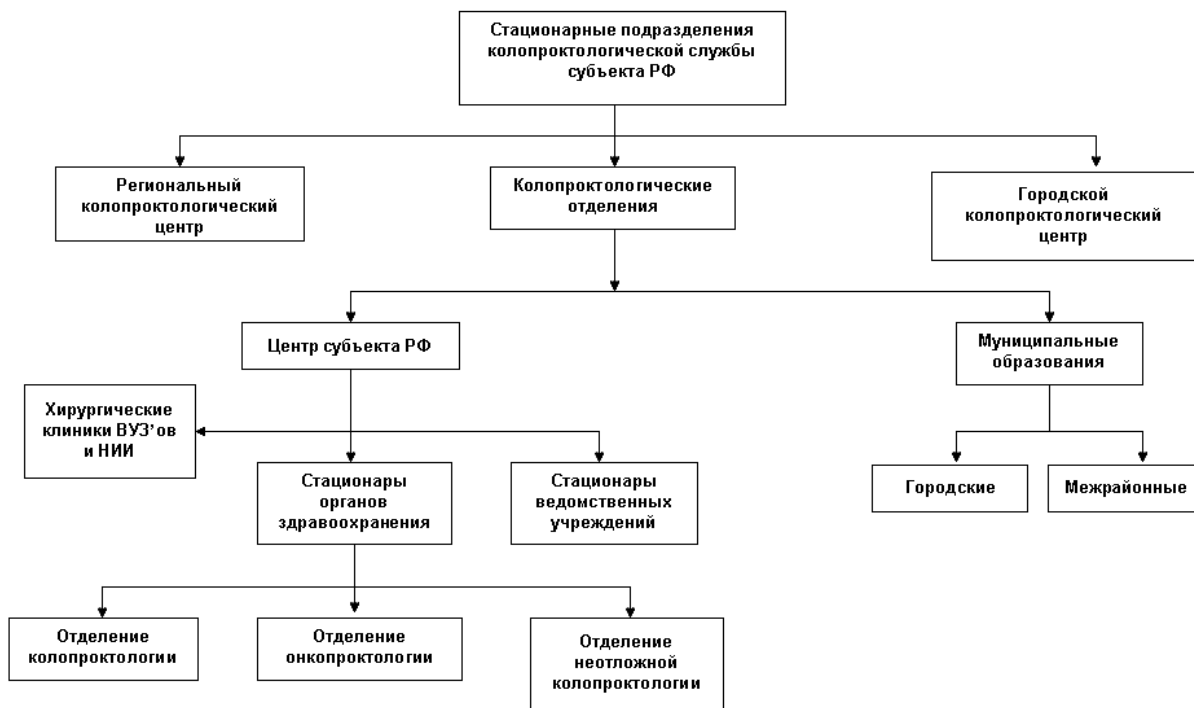 Стационарные подразделения
колопроктологической службы
субъекта РФ
Региональный
колопроктологический
центр
Колопроктологические
отделения
Городской
колопроктологический
центр
Центр субъекта РФ
Муниципальные
образования
Хирургические
клиники ВУЗ’ов
и НИИ
Стационары
органов
здравоохранения
Стационары
ведомственных
учреждений
Городские
Межрайонные
Отделение
колопроктологии
Отделение
онкопроктологии
Отделение
неотложной
колопроктологии